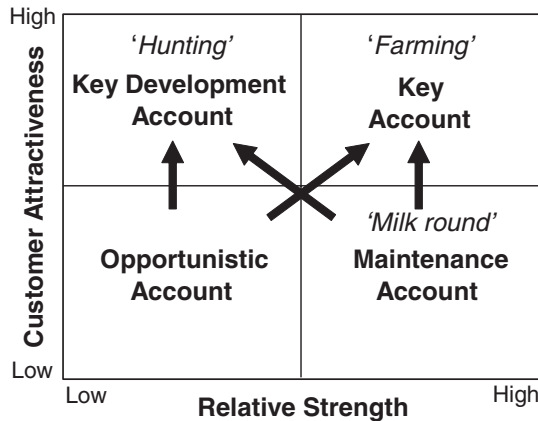 High
Customer Attractiveness
‘Hunting’
Key Development
Account
‘Farming’
Key
Account
Opportunistic
Account
‘Milk round’
Maintenance
Account
Low
Low
Relative Strength
High